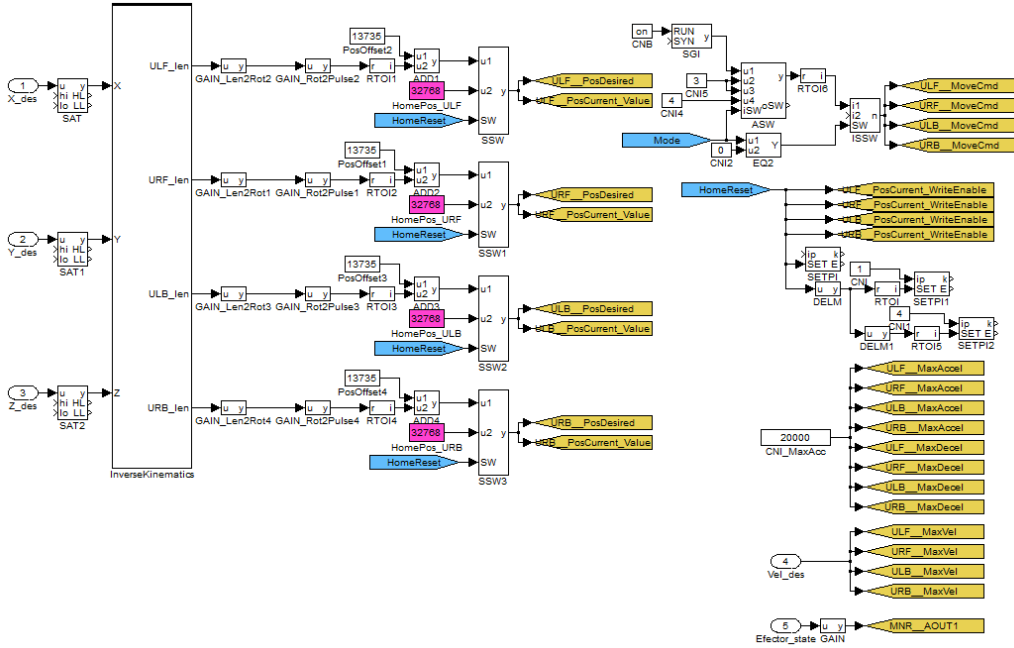 1
X_des
u y
hi HL
lo LL
SAT
2
Y_des
u y
hi HL
lo LL
SAT1
3
Z_des
u y
hi HL
lo LL
SAT2
X
Y
Z
ULF_len
URF_len
ULB_len
URB_len
InverseKinematics
u y
GAIN_Len2Rot2
u y
GAIN_Rot2Pulse2
13735
PosOffset2
r i
RTOI1
u1
u2 y
ADD1
32768
HomePos_ULF
HomeReset
u1
u2 y
SW
SSW
ULF__PosDesired
ULF__PosCurrent_Value
u y
GAIN_Len2Rot1
u y
GAIN_Rot2Pulse1
13735
PosOffset1
r i
RTOI2
u1
u2 y
ADD2
32768
HomePos_URF
HomeReset
u1
u2 y
SW
SSW1
URF__PosDesired
URF__PosCurrent_Value
u y
GAIN_Len2Rot3
u y
GAIN_Rot2Pulse3
13735
PosOffset3
r i
RTOI3
u1
u2 y
ADD3
32768
HomePos_ULB
HomeReset
u1
u2 y
SW
SSW2
ULB__PosDesired
ULB__PosCurrent_Value
u y
GAIN_Len2Rot4
u y
GAIN_Rot2Pulse4
13735
PosOffset4
r i
RTOI4
u1
u2 y
ADD4
32768
HomePos_URB
HomeReset
u1
u2 y
SW
SSW3
URB__PosDesired
URB__PosCurrent_Value
on
CNB
RUN
SYN y
SGI
3
CNI5
4
CNI4
u1 y
u2
u3
u4 oSW
iSW
ASW
r i
RTOI6
Mode
0
CNI2
u1
u2 Y
EQ2
i1
i2 n
SW
ISSW
ULF__MoveCmd
URF__MoveCmd
ULB__MoveCmd
URB__MoveCmd
HomeReset
ULF__PosCurrent_WriteEnable
URF__PosCurrent_WriteEnable
ULB__PosCurrent_WriteEnable
URB__PosCurrent_WriteEnable
ip k
SET E
SETPI
u y
DELM
1
CNI
r i
RTOI
ip k
SET E
SETPI1
4
CNI1
u y
DELM1
r i
RTOI5
ip k
SET E
SETPI2
20000
CNI_MaxAcc
ULF__MaxAccel
URF__MaxAccel
ULB__MaxAccel
URB__MaxAccel
ULF__MaxDecel
URF__MaxDecel
ULB__MaxDecel
URB__MaxDecel
4
Vel_des
ULF__MaxVel
URF__MaxVel
ULB__MaxVel
URB__MaxVel
5
Efector_state
u y
GAIN
MNR__AOUT1